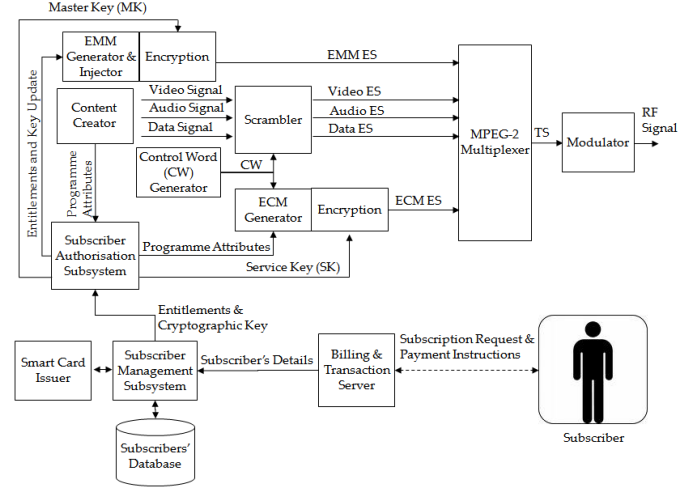 Master Key (MK)
EMM
Generator &
Injector
Encryption
EMM ES
Entitlements and Key Update
Content
Creator
Video Signal
Audio Signal
Data Signal
Scrambler
Video ES
Audio ES
Data ES
MPEG-2
Multiplexer
TS
Modulator
RF
Signal
Control Word
(CW)
Generator
CW
Programme
Attributes
ECM
Generator
Encryption
ECM ES
Subscriber
Authorisation
Subsystem
Programme Attributes
Service Key (SK)
Entitlements &
Cryptographic Key
Smart Card
Issuer
Subscriber
Management
Subsystem
Subscriber's Details
Billing &
Transaction
Server
Subscription Request &
Payment Instructions
Subscriber
Subscribers'
Database